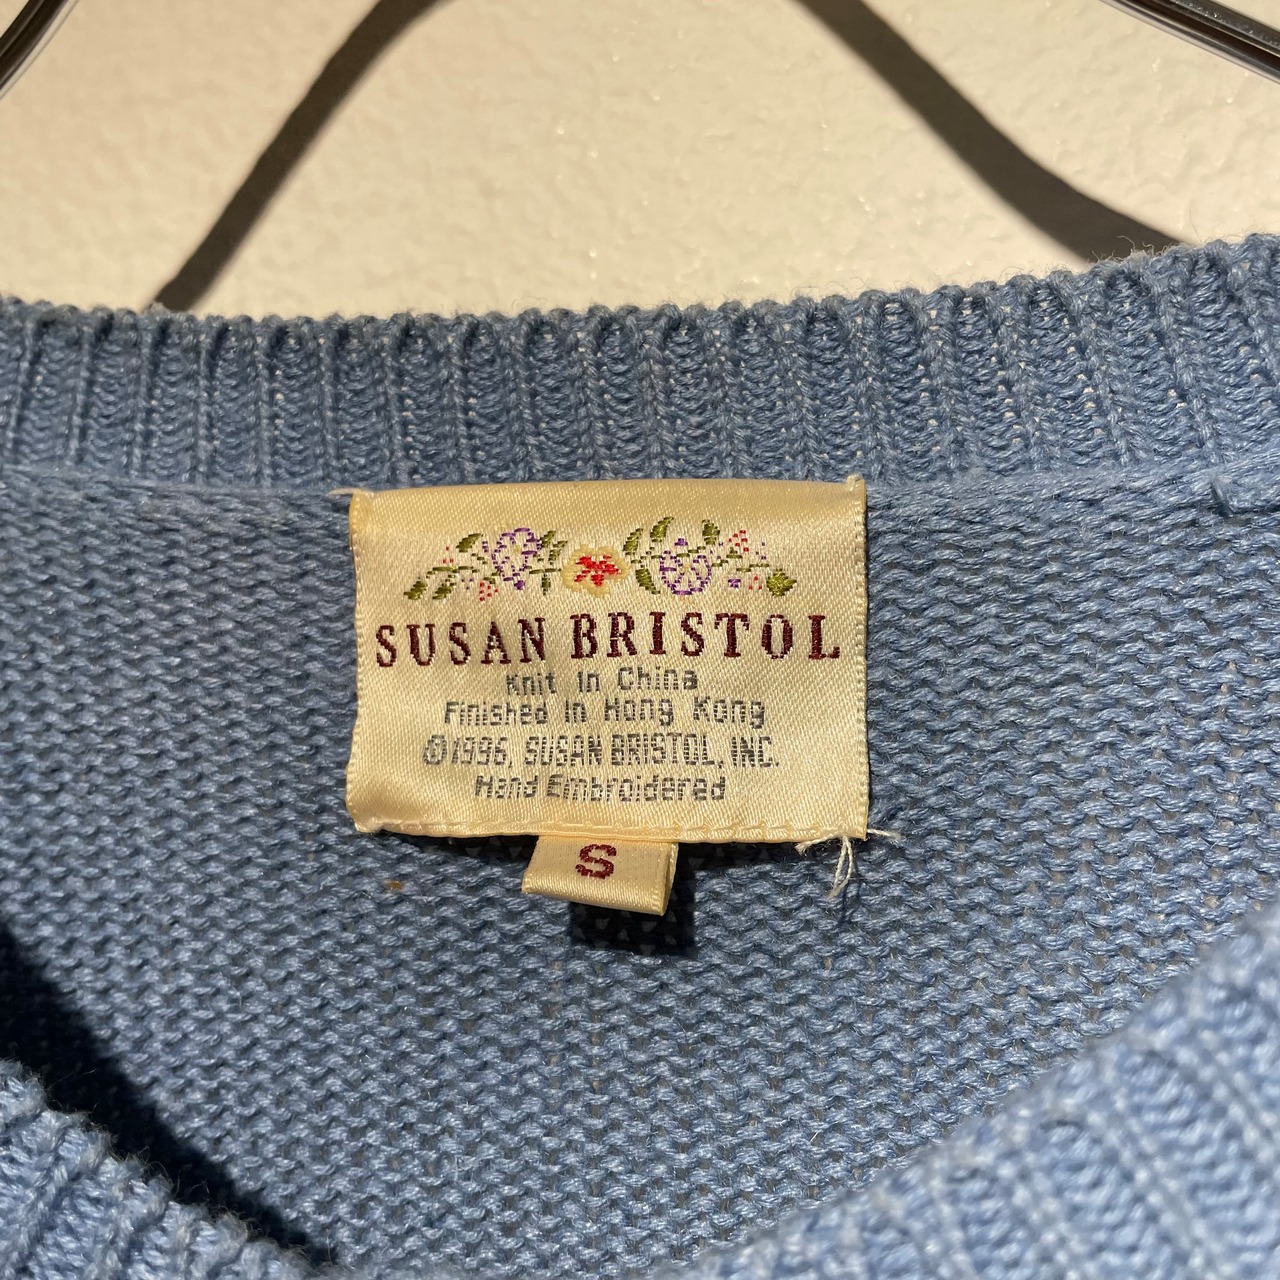 SUSAN BRISTOL
Knit in China
Finished in Hong Kong
©1996, SUSAN BRISTOL, INC.
Hand Embroidered
S